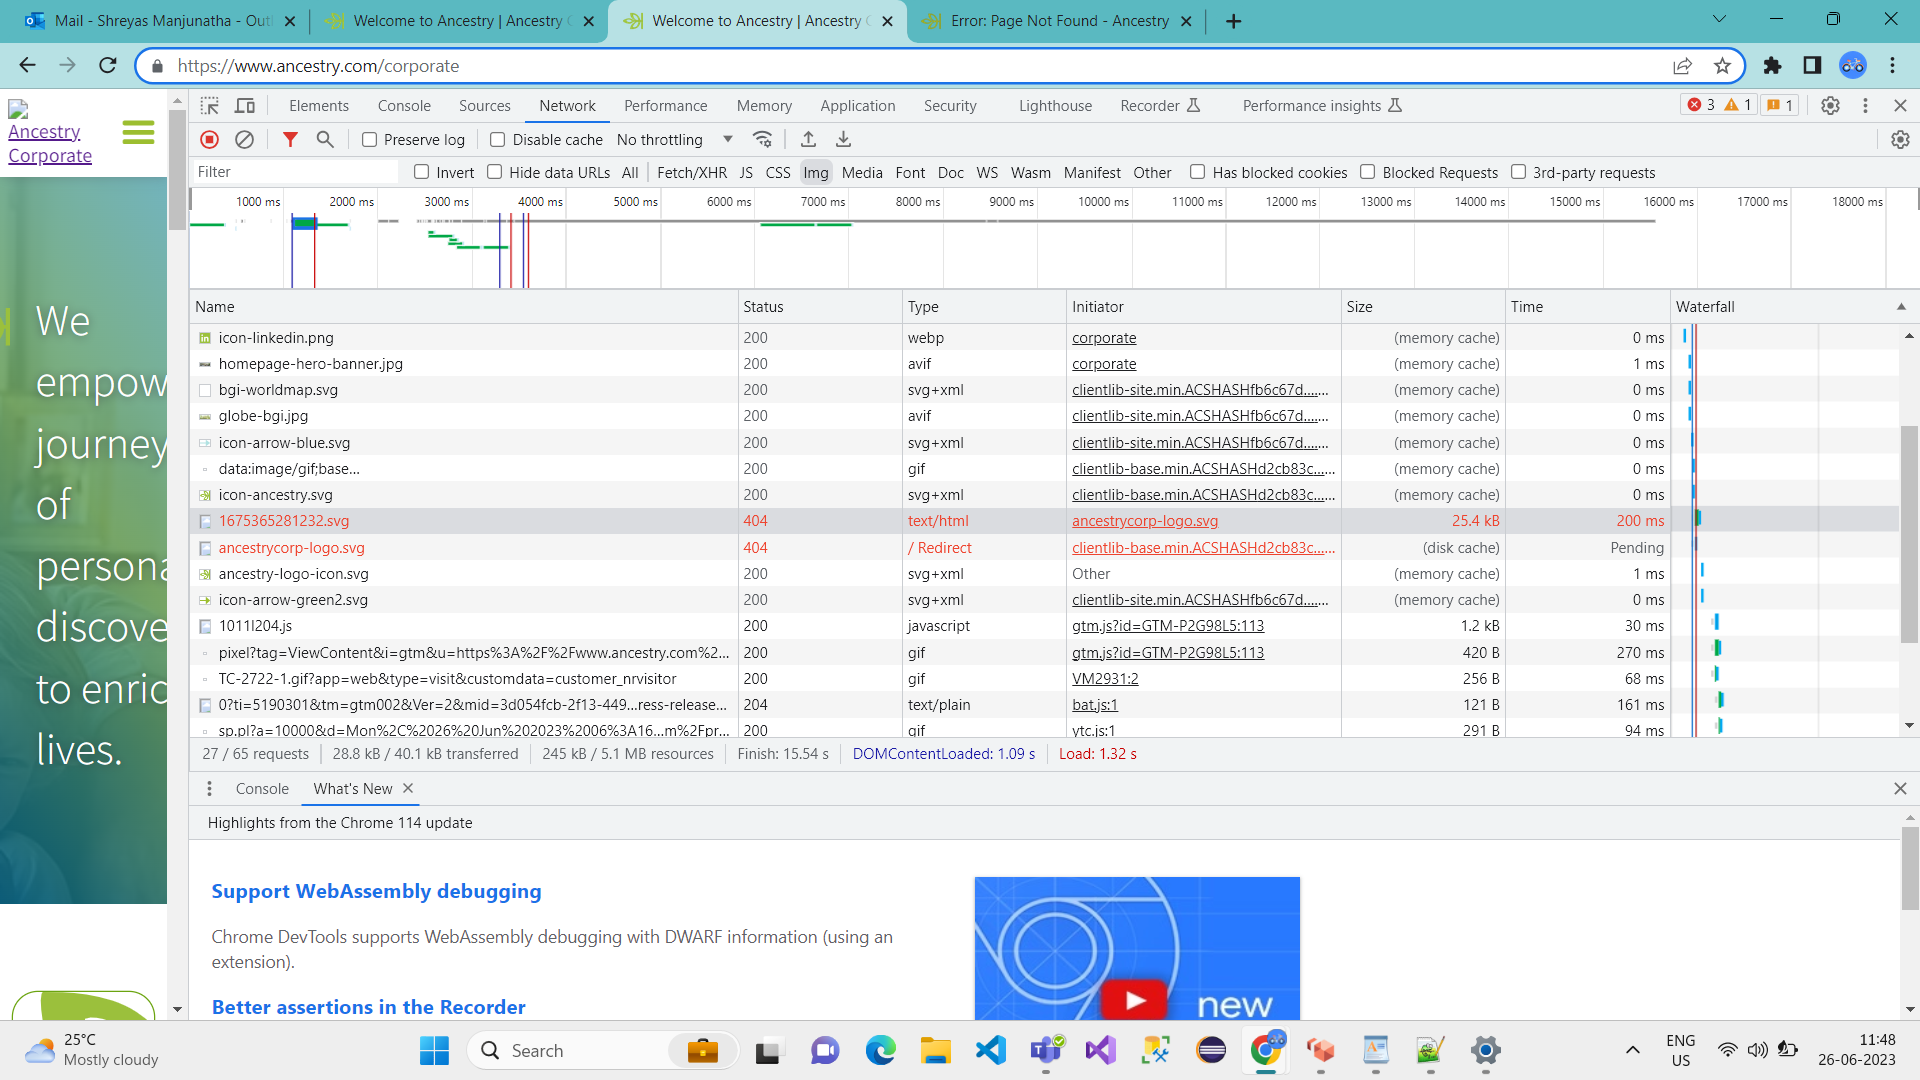 Mail - Shreyas Manjunatha - Outl
Welcome to Ancestry | Ancestry C
Welcome to Ancestry | Ancestry C
Error: Page Not Found - Ancestry
https://www.ancestry.com/corporate
Ancestry
Corporate
We
empow
journey
of
persona
discove
to enric
lives.
Elements Console Sources Network Performance Memory Application Security Lighthouse Recorder Performance insights 3 1 1
Preserve log Disable cache No throttling
Filter Invert Hide data URLs All Fetch/XHR JS CSS Img Media Font Doc WS Wasm Manifest Other Has blocked cookies Blocked Requests 3rd-party requests
1000 ms 2000 ms 3000 ms 4000 ms 5000 ms 6000 ms 7000 ms 8000 ms 9000 ms 10000 ms 11000 ms 12000 ms 13000 ms 14000 ms 15000 ms 16000 ms 17000 ms 18000 ms
Name Status Type Initiator Size Time Waterfall
icon-linkedin.png 200 webp corporate (memory cache) 0 ms
homepage-hero-banner.jpg 200 avif corporate (memory cache) 1 ms
bgi-worldmap.svg 200 svg+xml clientlib-site.min.ACSHASHfb6c67d....… (memory cache) 0 ms
globe-bgi.jpg 200 avif clientlib-site.min.ACSHASHfb6c67d....… (memory cache) 0 ms
icon-arrow-blue.svg 200 svg+xml clientlib-site.min.ACSHASHfb6c67d....… (memory cache) 0 ms
data:image/gif;base... 200 gif clientlib-base.min.ACSHASHd2cb83c...… (memory cache) 0 ms
icon-ancestry.svg 200 svg+xml clientlib-base.min.ACSHASHd2cb83c...… (memory cache) 0 ms
1675365281232.svg 404 text/html ancestrycorp-logo.svg 25.4 kB 200 ms
ancestrycorp-logo.svg 404 / Redirect clientlib-base.min.ACSHASHd2cb83c...… (disk cache) Pending
ancestry-logo-icon.svg 200 svg+xml Other (memory cache) 1 ms
icon-arrow-green2.svg 200 svg+xml clientlib-site.min.ACSHASHfb6c67d....… (memory cache) 0 ms
1011l204.js 200 javascript gtm.js?id=GTM-P2G98L5:113 1.2 kB 30 ms
pixel?tag=ViewContent&i=gtm&u=https%3A%2F%2Fwww.ancestry.com%2... 200 gif gtm.js?id=GTM-P2G98L5:113 420 B 270 ms
TC-2722-1.gif?app=web&type=visit&customdata=customer_nrvisitor 200 gif VM2931:2 256 B 68 ms
0?ti=5190301&tm=gtm002&Ver=2&mid=3d054fcb-2f13-449...ress-release... 204 text/plain bat.js:1 121 B 161 ms
sp.pl?a=10000&d=Mon%2C%2026%20Jun%202023%2006%3A16...m%2Fpr... 200 gif ytc.js:1 291 B 94 ms
27 / 65 requests 28.8 kB / 40.1 kB transferred 245 kB / 5.1 MB resources Finish: 15.54 s DOMContentLoaded: 1.09 s Load: 1.32 s
Console What's New
Highlights from the Chrome 114 update
Support WebAssembly debugging
Chrome DevTools supports WebAssembly debugging with DWARF information (using an
extension).
Better assertions in the Recorder
new
25°C
Mostly cloudy
Search
ENG
US
11:48
26-06-2023